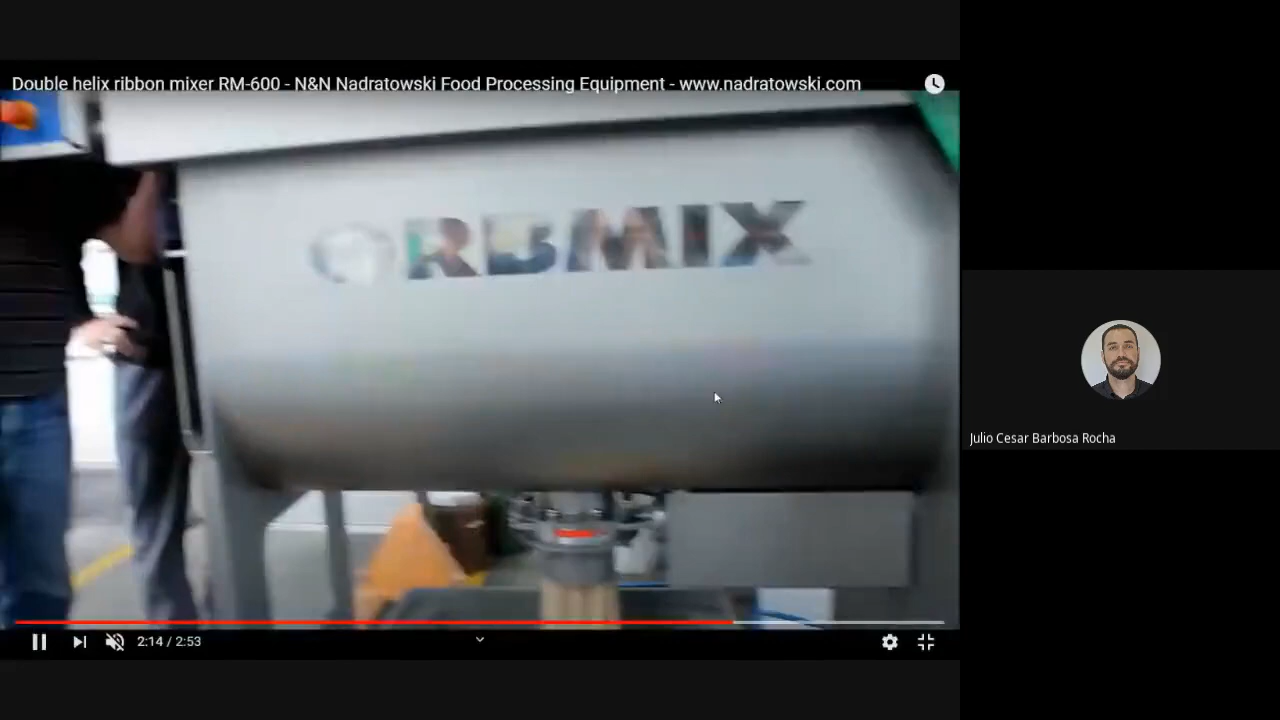 Double helix ribbon mixer RM-600 - N&N Nadratowski Food Processing Equipment - www.nadratowski.com
RBMIX
Julio Cesar Barbosa Rocha
2:14 / 2:53